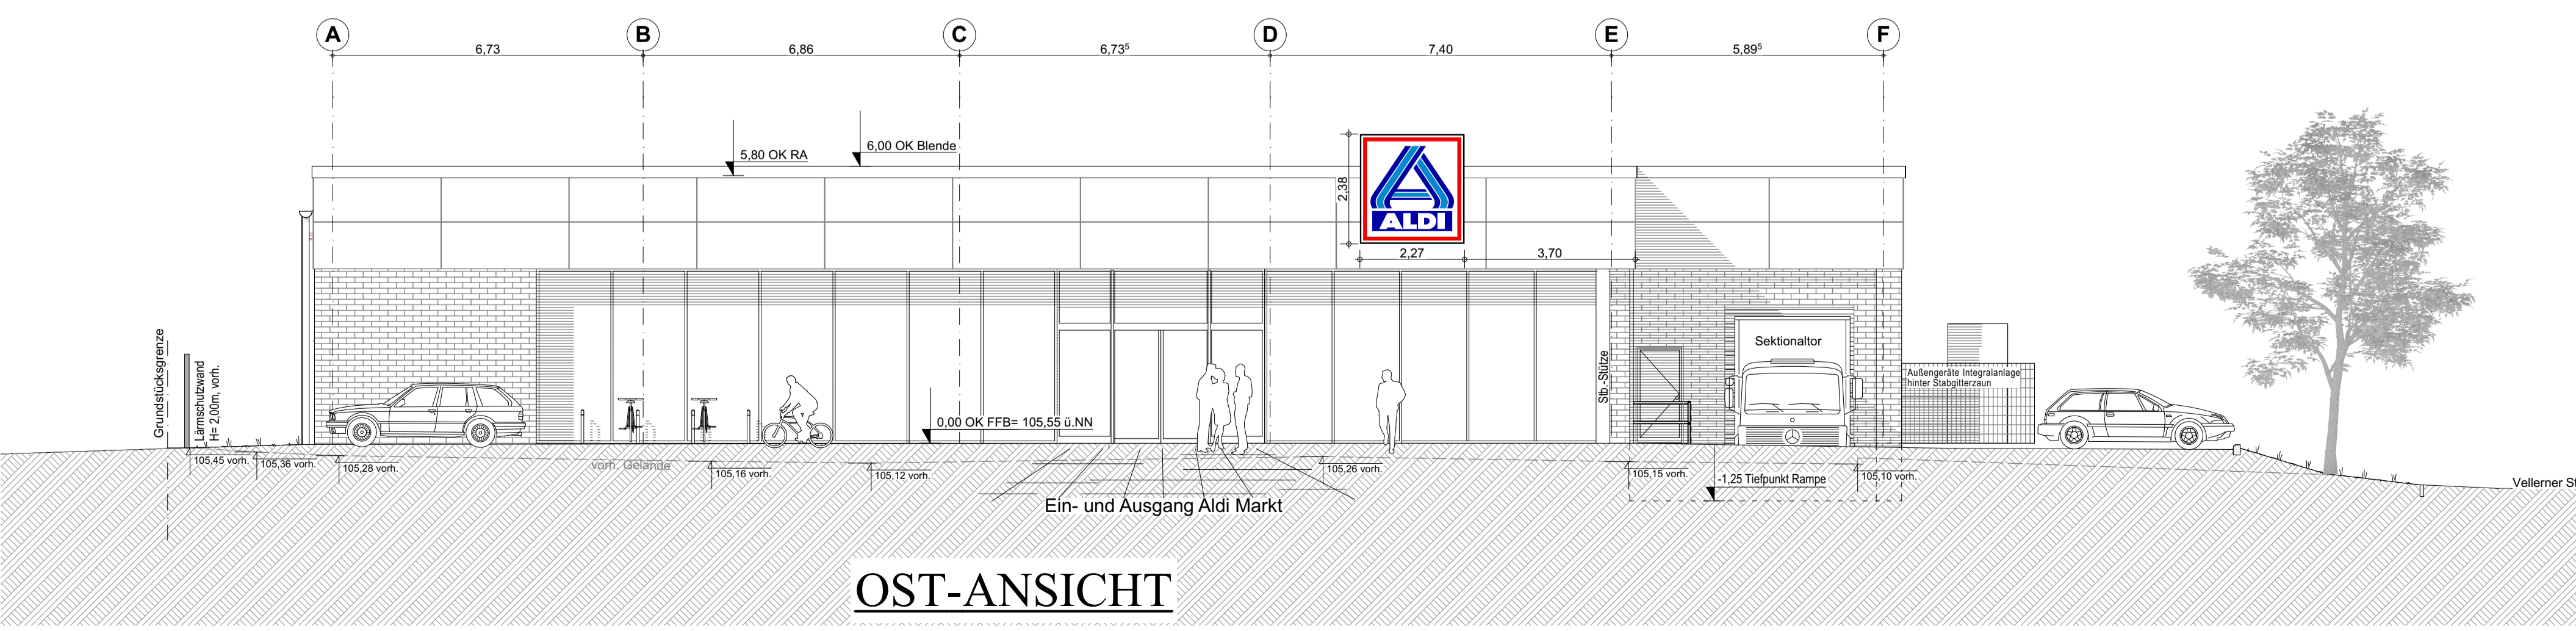 A
B
C
D
E
F
6,73
6,86
6,73⁵
7,40
5,89⁵
5,80 OK RA
6,00 OK Blende
2,38
ALDI
2,27
3,70
Grundstücksgrenze
Lärmschutzwand
H= 2,00m, vorh.
Stb.-Stütze
Sektionaltor
Außengeräte Integralanlage
hinter Stabgitterzaun
0,00 OK FFB= 105,55 ü.NN
105,45 vorh.
105,36 vorh.
105,28 vorh.
vorh. Gelände
105,16 vorh.
105,12 vorh.
105,26 vorh.
105,15 vorh.
-1,25 Tiefpunkt Rampe
105,10 vorh.
Vellerner St
Ein- und Ausgang Aldi Markt
OST-ANSICHT